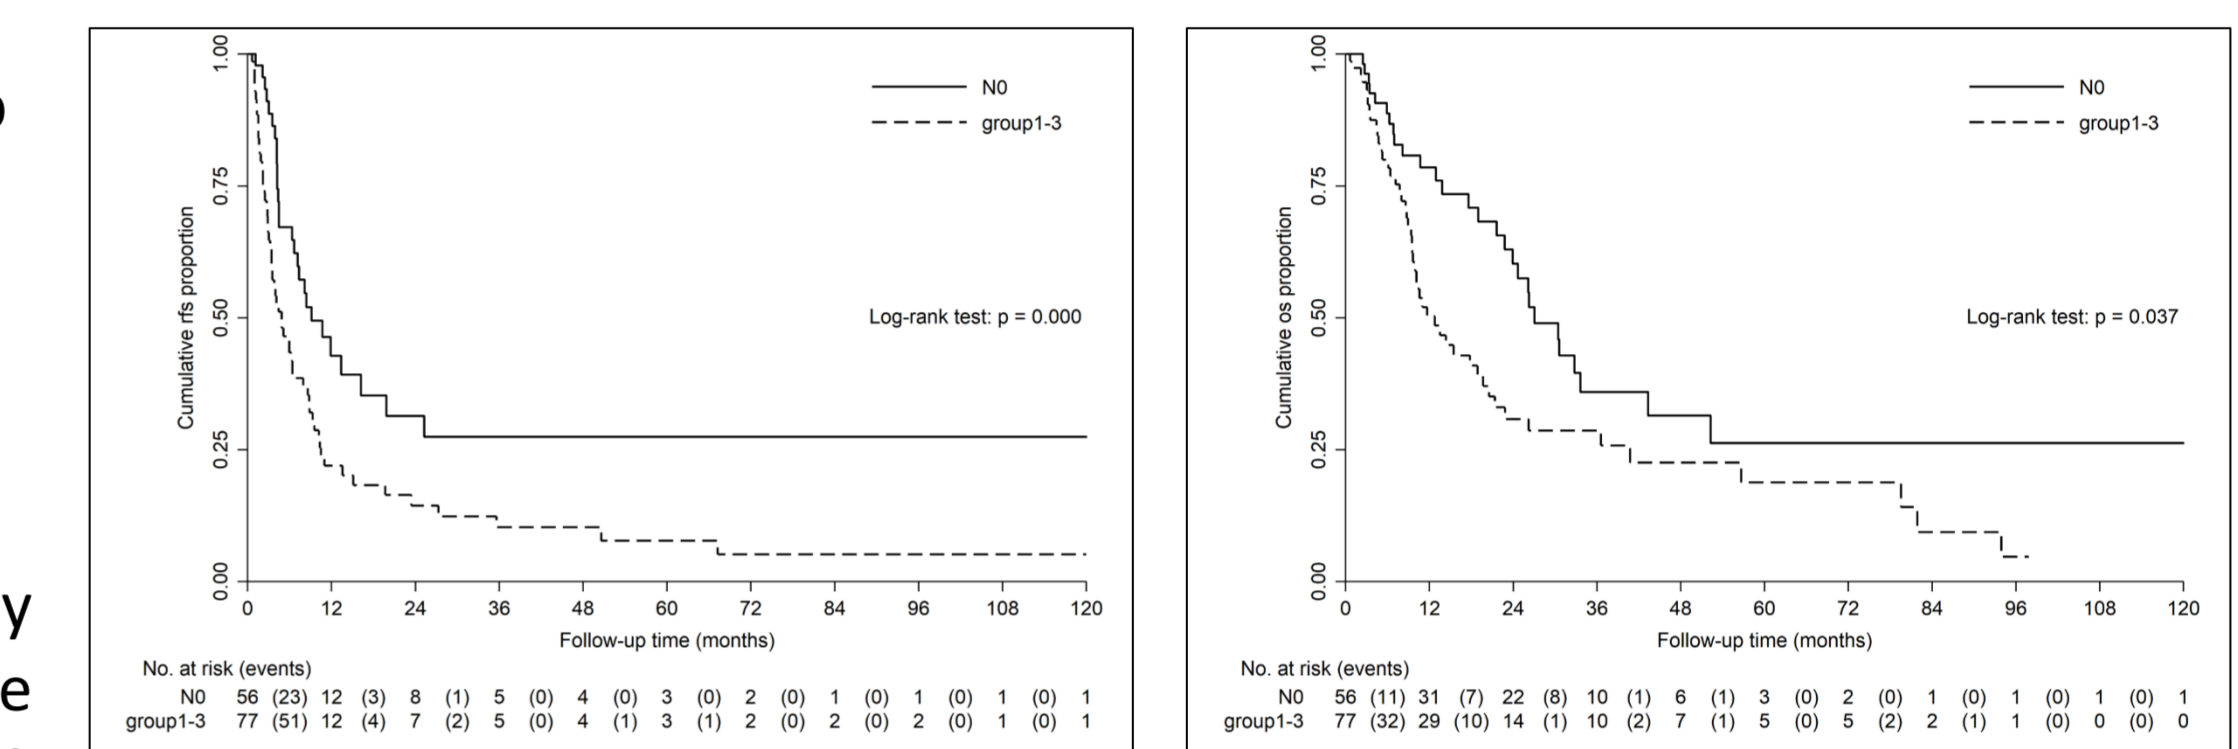 1.00
0.75
0.50
0.25
0.00
Cumulative rfs proportion
N0
group1-3
Log-rank test: p = 0.000
0 12 24 36 48 60 72 84 96 108 120
Follow-up time (months)
No. at risk (events)
N0 56 (23) 12 (3) 8 (1) 5 (0) 4 (0) 3 (0) 2 (0) 1 (0) 1 (0) 1 (0) 1
group1-3 77 (51) 12 (4) 7 (2) 5 (0) 4 (1) 3 (1) 2 (0) 2 (0) 2 (0) 1 (0) 1
1.00
0.75
0.50
0.25
0.00
Cumulative os proportion
N0
group1-3
Log-rank test: p = 0.037
0 12 24 36 48 60 72 84 96 108 120
Follow-up time (months)
No. at risk (events)
N0 56 (11) 31 (7) 22 (8) 10 (1) 6 (1) 3 (0) 2 (0) 1 (0) 1 (0) 1 (0) 1
group1-3 77 (32) 29 (10) 14 (1) 10 (2) 7 (1) 5 (0) 5 (2) 2 (1) 1 (0) 0 (0) 0
y
e